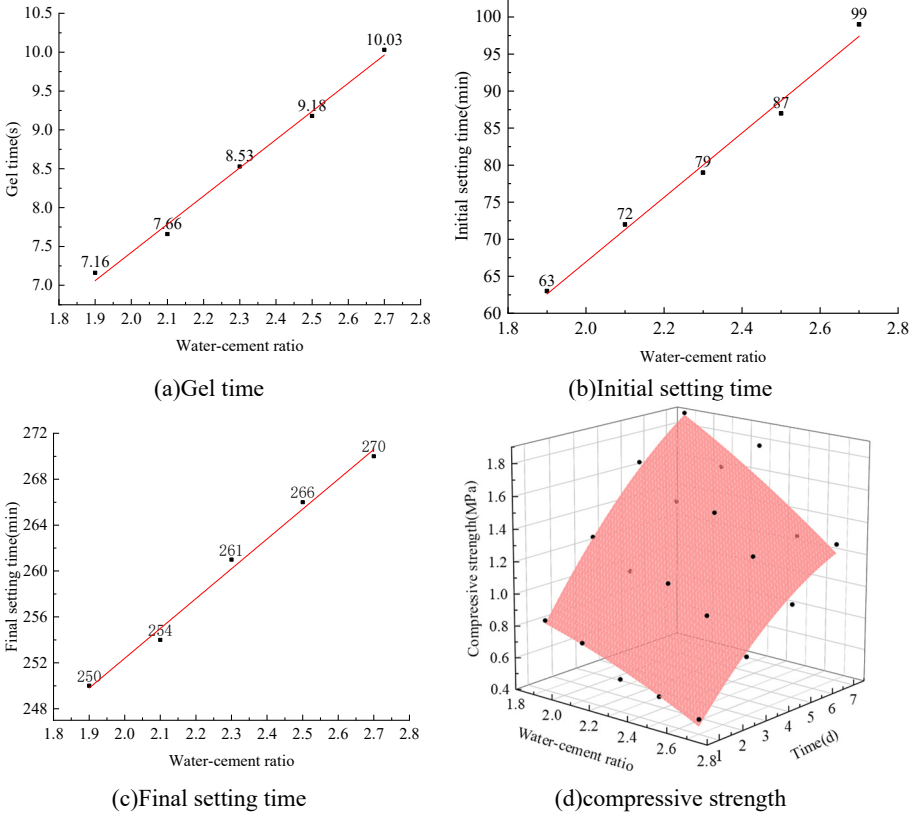 10.5
10.0
9.5
9.0
8.5
8.0
7.5
7.0
Gel time(s)
7.16
7.66
8.53
9.18
10.03
1.8 1.9 2.0 2.1 2.2 2.3 2.4 2.5 2.6 2.7 2.8
Water-cement ratio
(a)Gel time
100
95
90
85
80
75
70
65
60
Initial setting time(min)
63
72
79
87
99
1.8 2.0 2.2 2.4 2.6 2.8
Water-cement ratio
(b)Initial setting time
272
268
264
260
256
252
248
Final setting time(min)
250
254
261
266
270
1.9 2.0 2.1 2.2 2.3 2.4 2.5 2.6 2.7 2.8
Water-cement ratio
(c)Final setting time
1.8
1.6
1.4
1.2
1.0
0.8
0.6
0.4
Compreesive strength(MPa)
1.8 2.0 2.2 2.4 2.6 2.8
Water-cement ratio
1 2 3 4 5 6 7
Time(d)
(d)compressive strength